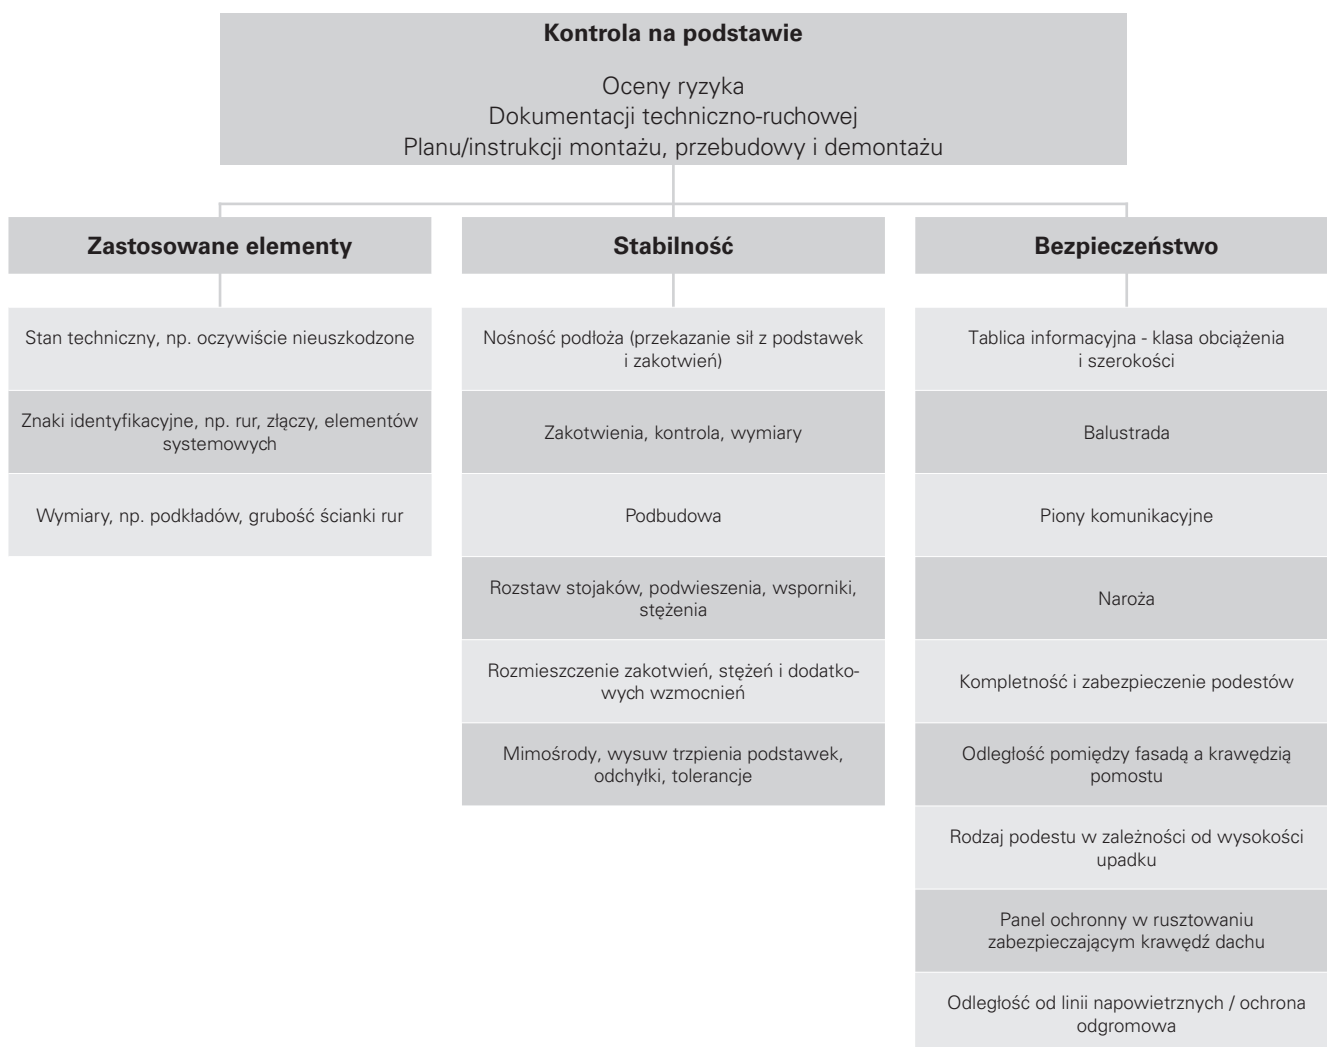 Kontrola na podstawie
Oceny ryzyka
Dokumentacji techniczno-ruchowej
Planu/instrukcji montażu, przebudowy i demontażu
Zastosowane elementy
Stan techniczny, np. oczywiście nieuszkodzone
Znaki identyfikacyjne, np. rur, złączy, elementów
systemowych
Wymiary, np. podkładów, grubość ścianki rur
Stabilność
Nośność podłoża (przekazanie sił z podstawek
i zakotwień)
Zakotwienia, kontrola, wymiary
Podbudowa
Rozstaw stojaków, podwieszenia, wsporniki,
stężenia
Rozmieszczenie zakotwień, stężeń i dodatko-
wych wzmocnień
Mimośrody, wysuw trzpienia podstawek,
odchyłki, tolerancje
Bezpieczeństwo
Tablica informacyjna - klasa obciążenia
i szerokości
Balustrada
Piony komunikacyjne
Naroża
Kompletność i zabezpieczenie podestów
Odległość pomiędzy fasadą a krawędzią
pomostu
Rodzaj podestu w zależności od wysokości
upadku
Panel ochronny w rusztowaniu
zabezpieczającym krawędź dachu
Odległość od linii napowietrznych / ochrona
odgromowa